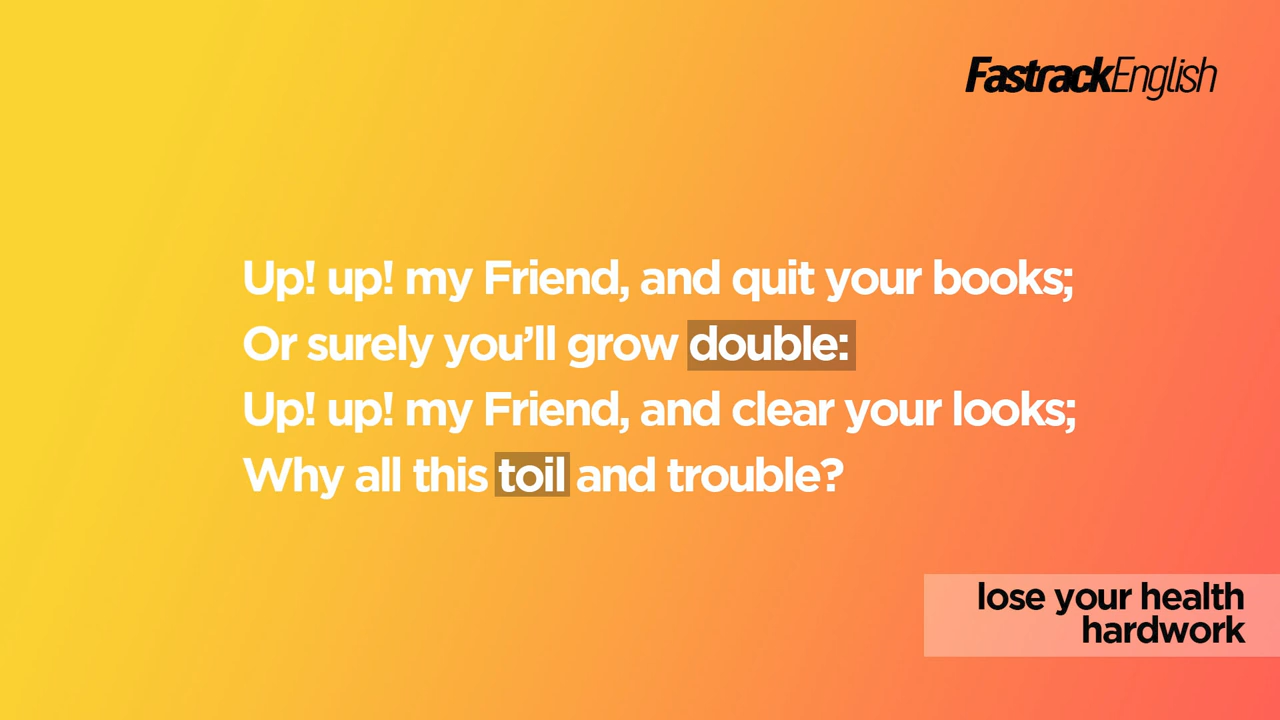 FastrackEnglish
Up! up! my Friend, and quit your books;
Or surely you’ll grow double:
Up! up! my Friend, and clear your looks;
Why all this toil and trouble?
lose your health
hardwork